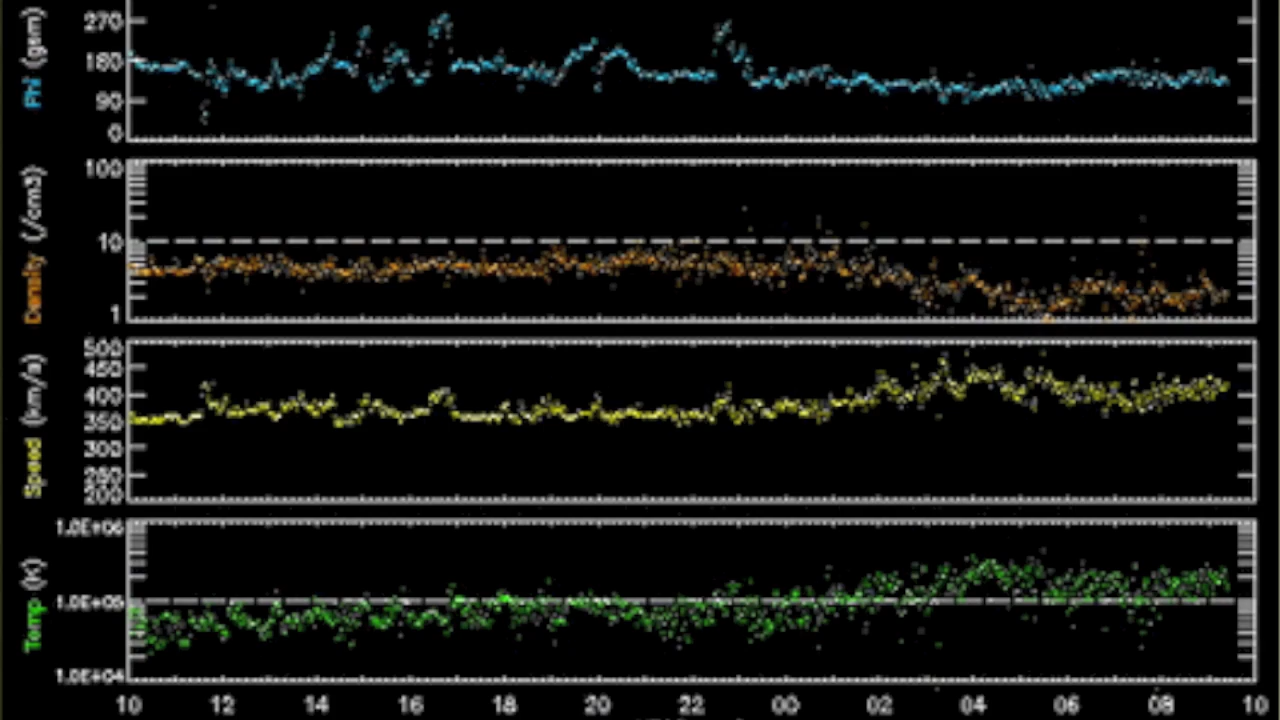 Phi (gsm)
270
180
90
0
Density (/cm3)
100
10
1
Speed (km/s)
500
450
400
350
300
250
200
Temp (K)
1.0E+06
1.0E+05
1.0E+04
10 12 14 16 18 20 22 00 02 04 06 08 10